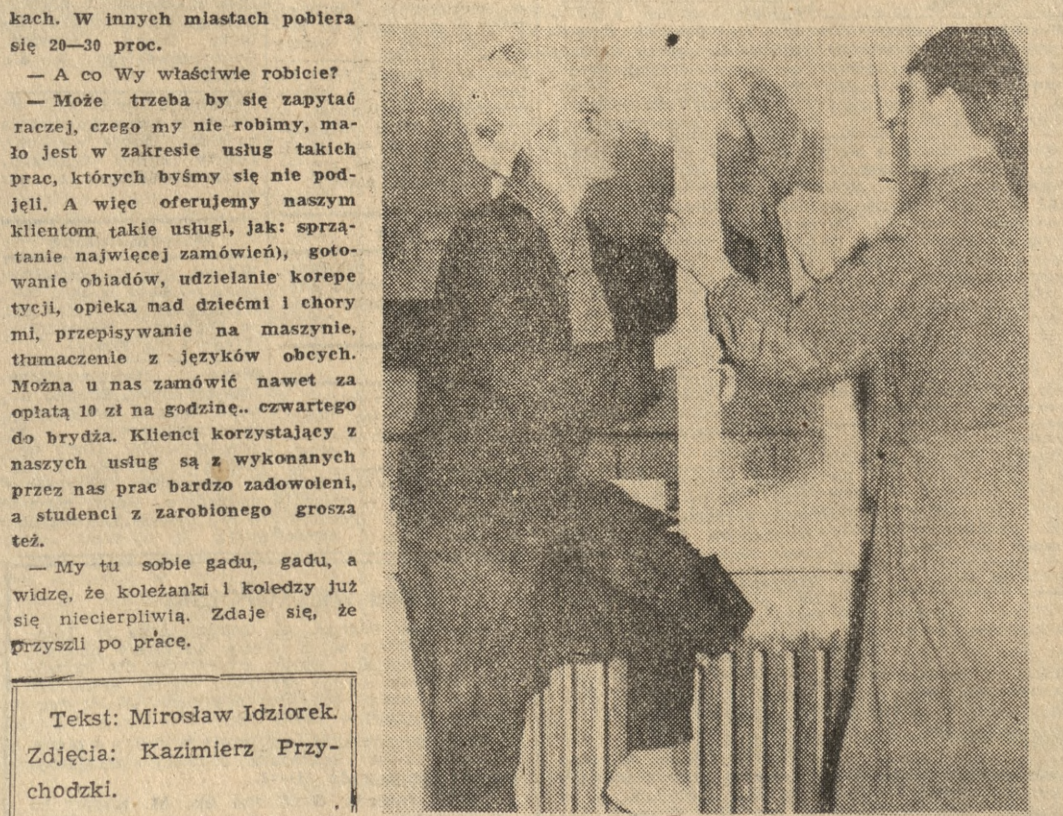 kach. W innych miastach pobiera
się 20—30 proc.
— A co Wy właściwie robicie?
— Może trzeba by się zapytać
raczej, czego my nie robimy, ma-
ło jest w zakresie usług takich
prac, których byśmy się nie pod-
jęli. A więc oferujemy naszym
klientom takie usługi, jak: sprzą-
tanie najwięcej zamówień), goto-
wanie obiadów, udzielanie korepe
tycji, opieka nad dziećmi i chory
mi, przepisywanie na maszynie,
tłumaczenie z języków obcych.
Można u nas zamówić nawet za
opłatą 10 zł na godzinę.. czwartego
do brydża. Klienci korzystający z
naszych usług są z wykonanych
przez nas prac bardzo zadowoleni,
a studenci z zarobionego grosza
też.
— My tu sobie gadu, gadu, a
widzę, że koleżanki i koledzy już
się niecierpliwią. Zdaje się, że
przyszli po pracę.
Tekst: Mirosław Idziorek.
Zdjęcia: Kazimierz Przy-
chodzki.